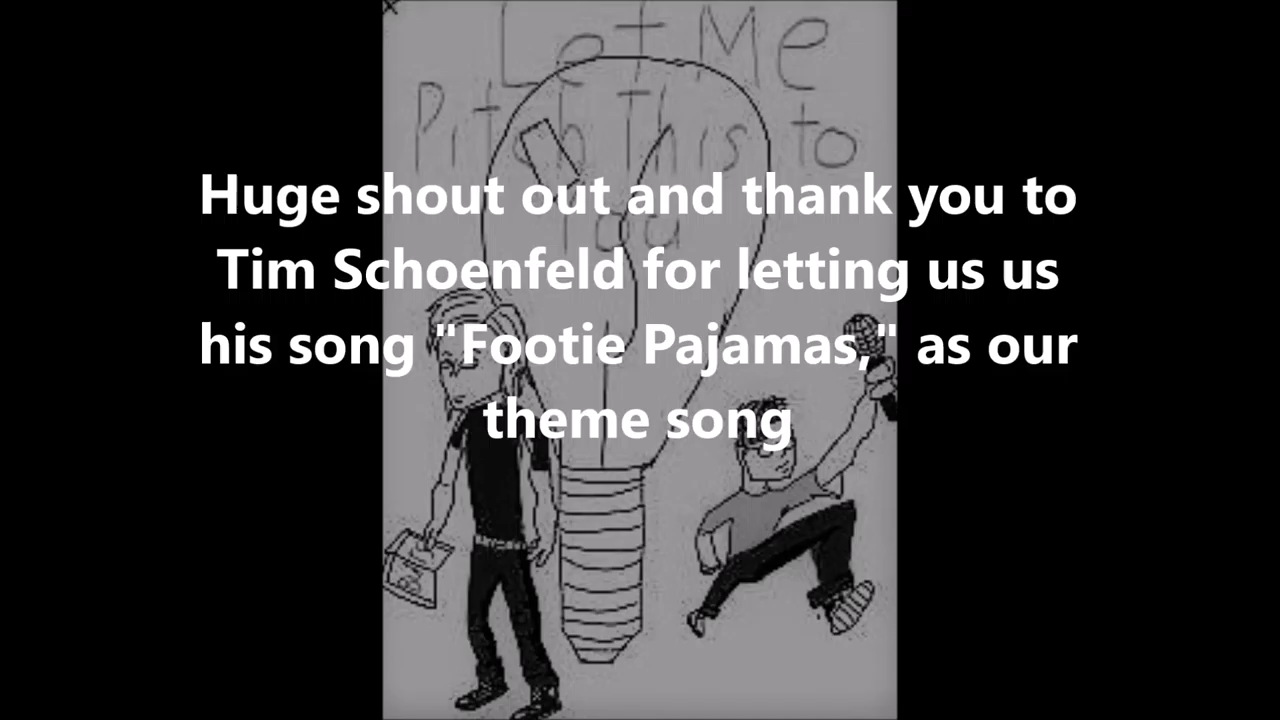 Let Me
Pitch This to
You
Huge shout out and thank you to
Tim Schoenfeld for letting us us
his song "Footie Pajamas," as our
theme song